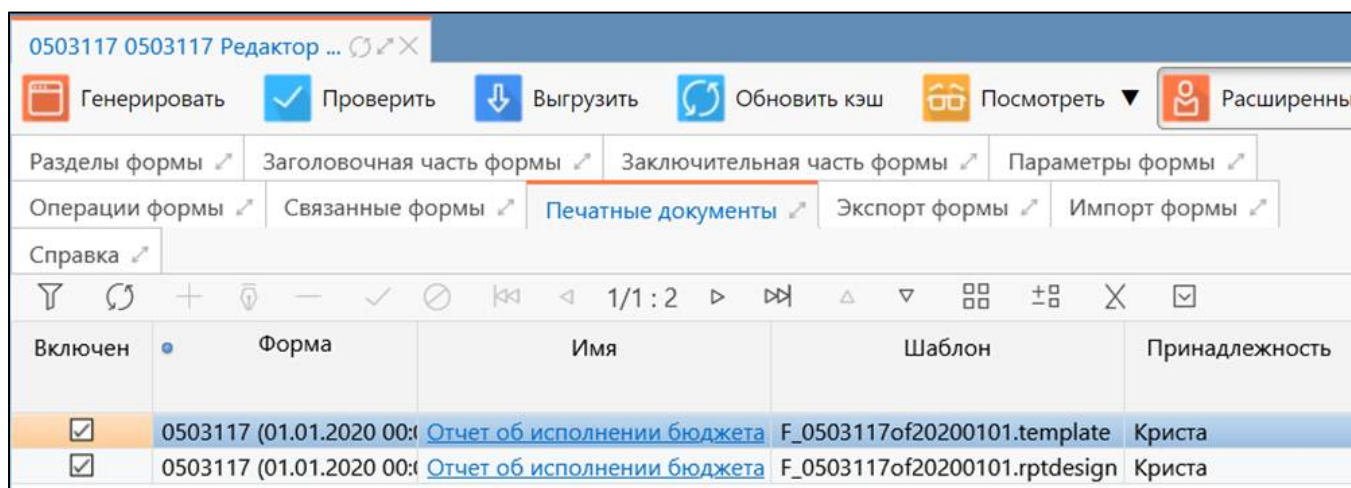 0503117 0503117 Редактор ...
Генерировать Проверить Выгрузить Обновить кэш Посмотреть ▼ Расширенны
Разделы формы Заголовочная часть формы Заключительная часть формы Параметры формы
Операции формы Связанные формы Печатные документы Экспорт формы Импорт формы
Справка
1/1 : 2
Включен Форма Имя Шаблон Принадлежность
0503117 (01.01.2020 00:( Отчет об исполнении бюджета F_0503117of20200101.template Криста
0503117 (01.01.2020 00:( Отчет об исполнении бюджета F_0503117of20200101.rptdesign Криста